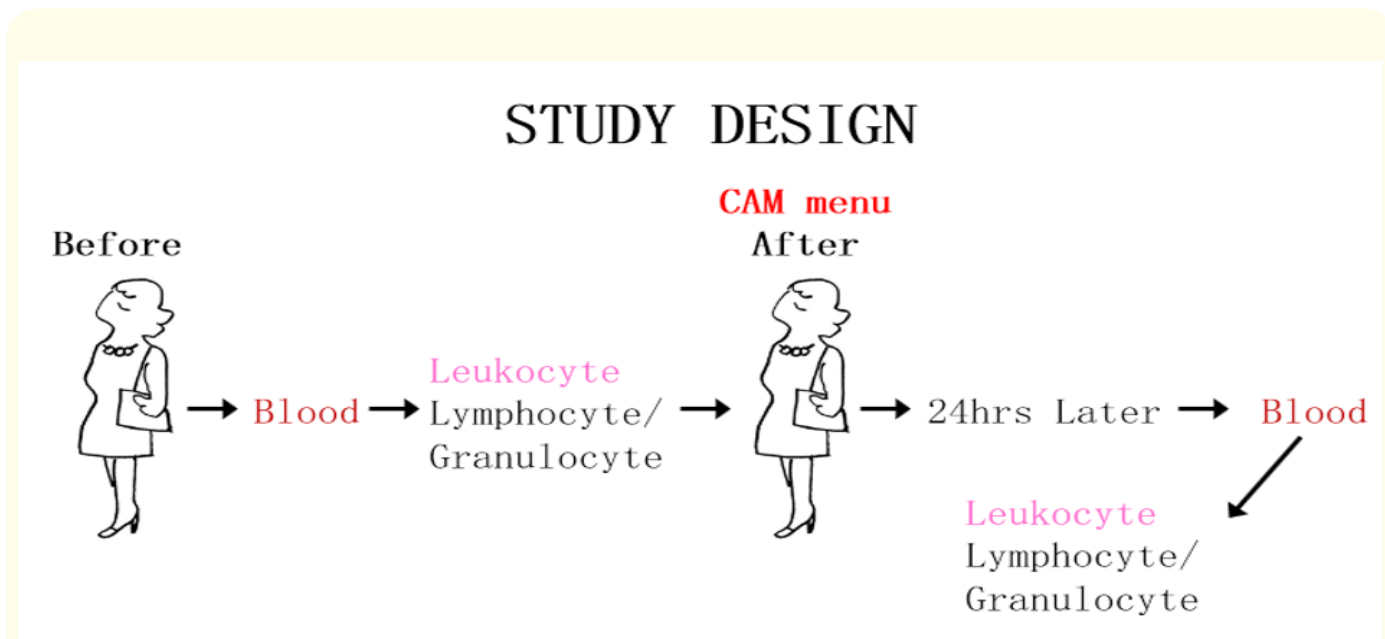 STUDY DESIGN
CAM menu
Before
After
Leukocyte
Blood
Lymphocyte/
Granulocyte
24hrs Later
Blood
Leukocyte
Lymphocyte/
Granulocyte